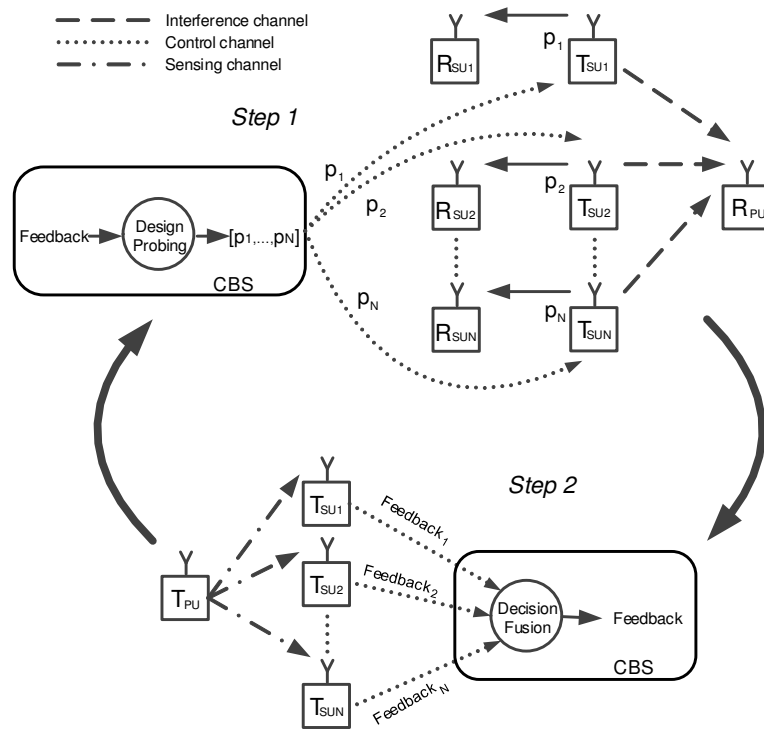 Interference channel
Control channel
Sensing channel
Step 1
p1
RSU1
TSU1
p1
p2
pN
Feedback
Design
Probing
[p1,...,pN]
CBS
p2
RSU2
TSU2
RPU
pN
RSUN
TSUN
Step 2
TPU
TSU1
TSU2
TSUN
Feedback1
Feedback2
FeedbackN
Decision
Fusion
Feedback
CBS